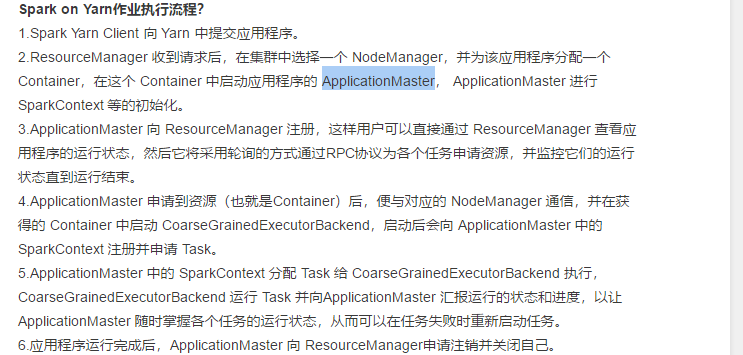 Spark on Yarn作业执行流程?
1.Spark Yarn Client 向 Yarn 中提交应用程序。
2.ResourceManager 收到请求后，在集群中选择一个 NodeManager，并为该应用程序分配一个
Container，在这个 Container 中启动应用程序的 ApplicationMaster， ApplicationMaster 进行
SparkContext 等的初始化。
3.ApplicationMaster 向 ResourceManager 注册，这样用户可以直接通过 ResourceManager 查看应
用程序的运行状态，然后它将采用轮询的方式通过RPC协议为各个任务申请资源，并监控它们的运行
状态直到运行结束。
4.ApplicationMaster 申请到资源（也就是Container）后，便与对应的 NodeManager 通信，并在获
得的 Container 中启动 CoarseGrainedExecutorBackend，启动后会向 ApplicationMaster 中的
SparkContext 注册并申请 Task。
5.ApplicationMaster 中的 SparkContext 分配 Task 给 CoarseGrainedExecutorBackend 执行，
CoarseGrainedExecutorBackend 运行 Task 并向ApplicationMaster 汇报运行的状态和进度，以让
ApplicationMaster 随时掌握各个任务的运行状态，从而可以在任务失败时重新启动任务。
6.应用程序运行完成后，ApplicationMaster 向 ResourceManager申请注销并关闭自己。